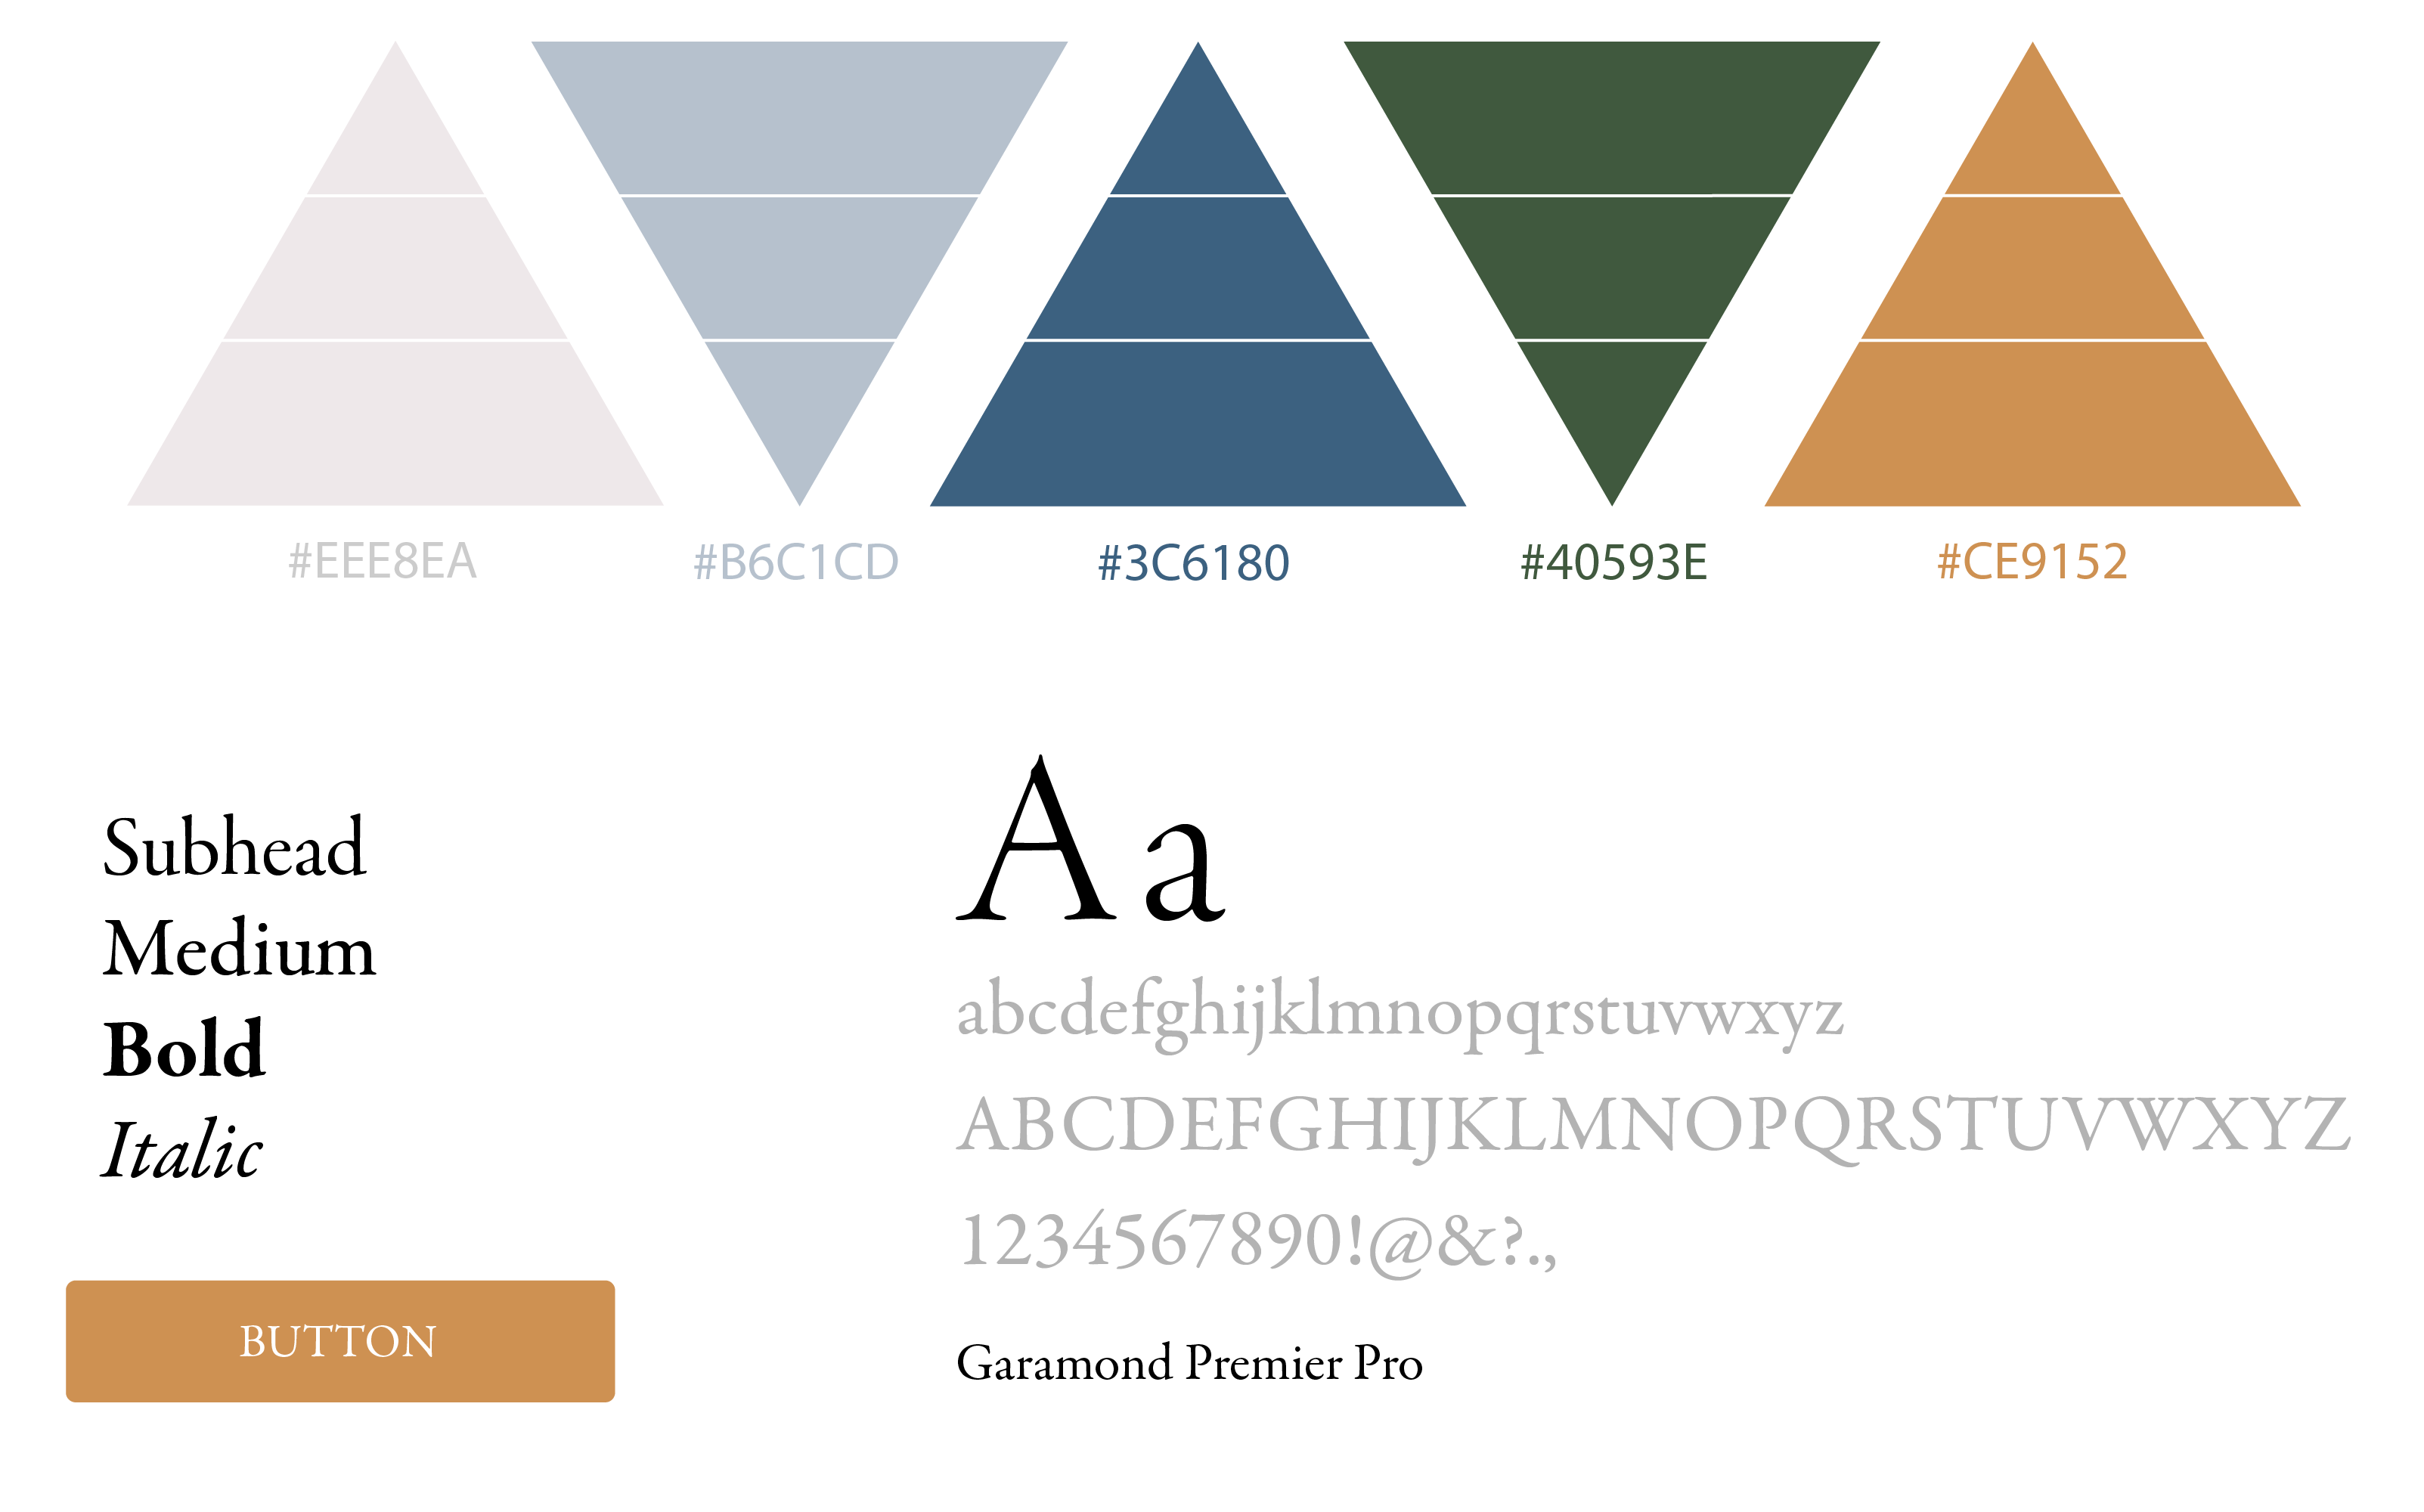 #EEE8EA
#B6C1CD
#3C6180
#40593E
#CE9152
Subhead
Medium
Bold
Italic
BUTTON
Aa
abcdefghijklmnopqrstuvwxyz
ABCDEFGHIJKLMNOPQRSTUVWXYZ
1234567890!@&?.,
Garamond Premier Pro